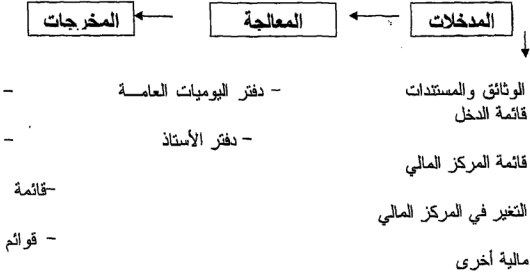 المدخلات المعالجة المخرجات
الوثائق والمستندات - دفتر اليوميات العامـــة -
قائمة الدخل
- دفتر الأستاذ -
قائمة المركز المالي
-قائمة
التغير في المركز المالي
- قوائم
مالية أخرى